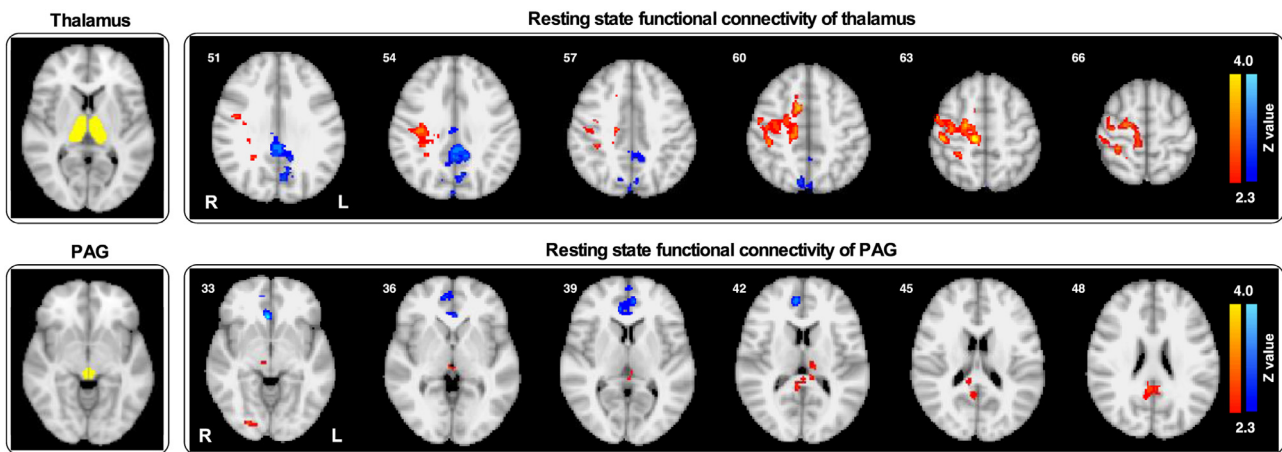 Thalamus
Resting state functional connectivity of thalamus
51 54 57 60 63 66
4.0
Z value
2.3
R L
PAG
Resting state functional connectivity of PAG
33 36 39 42 45 48
4.0
Z value
2.3
R L